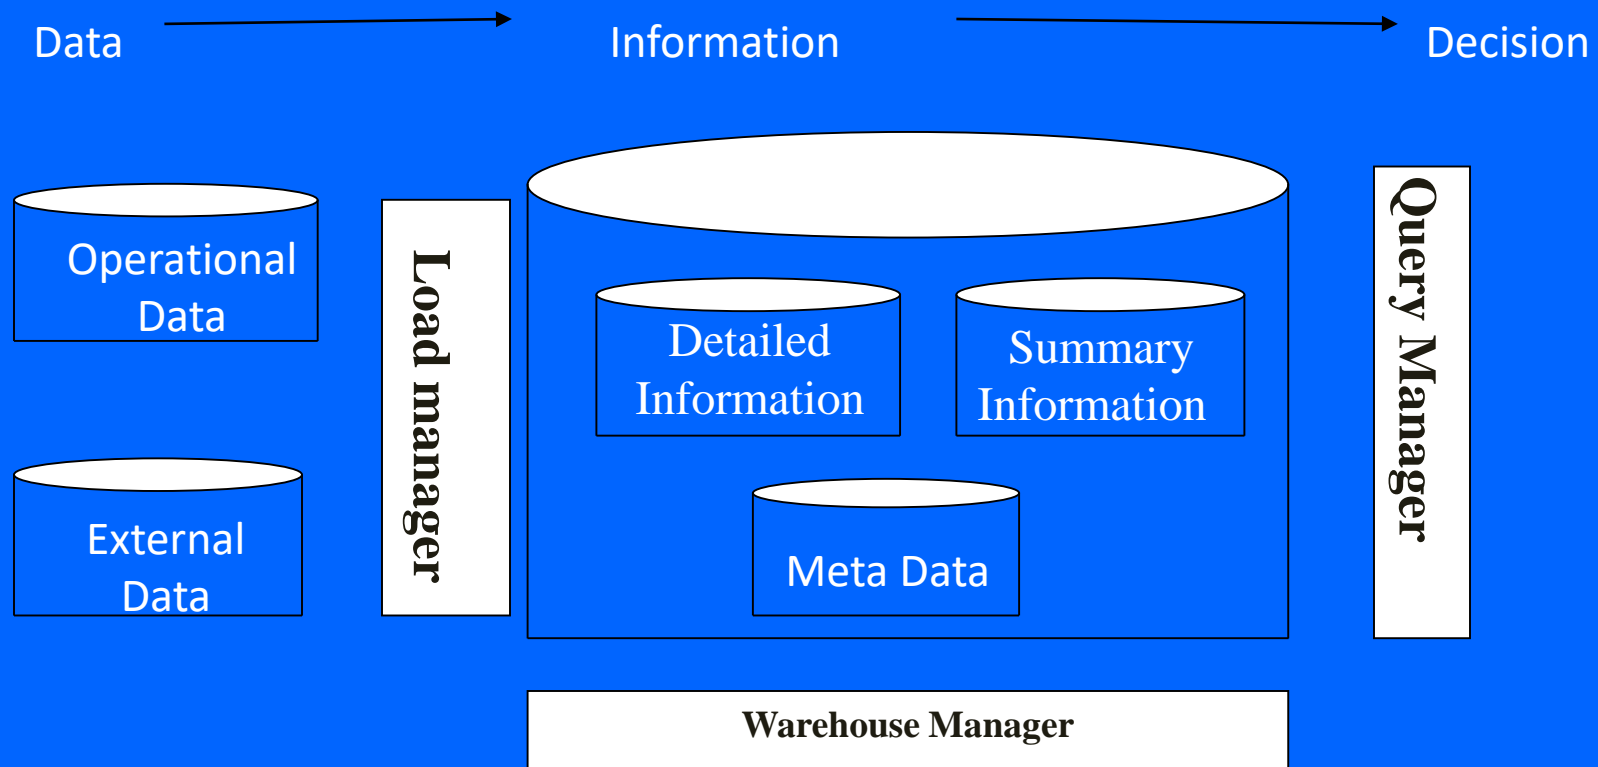 Data
Information
Decision
Operational
Data
External
Data
Load manager
Detailed
Information
Summary
Information
Meta Data
Query Manager
Warehouse Manager